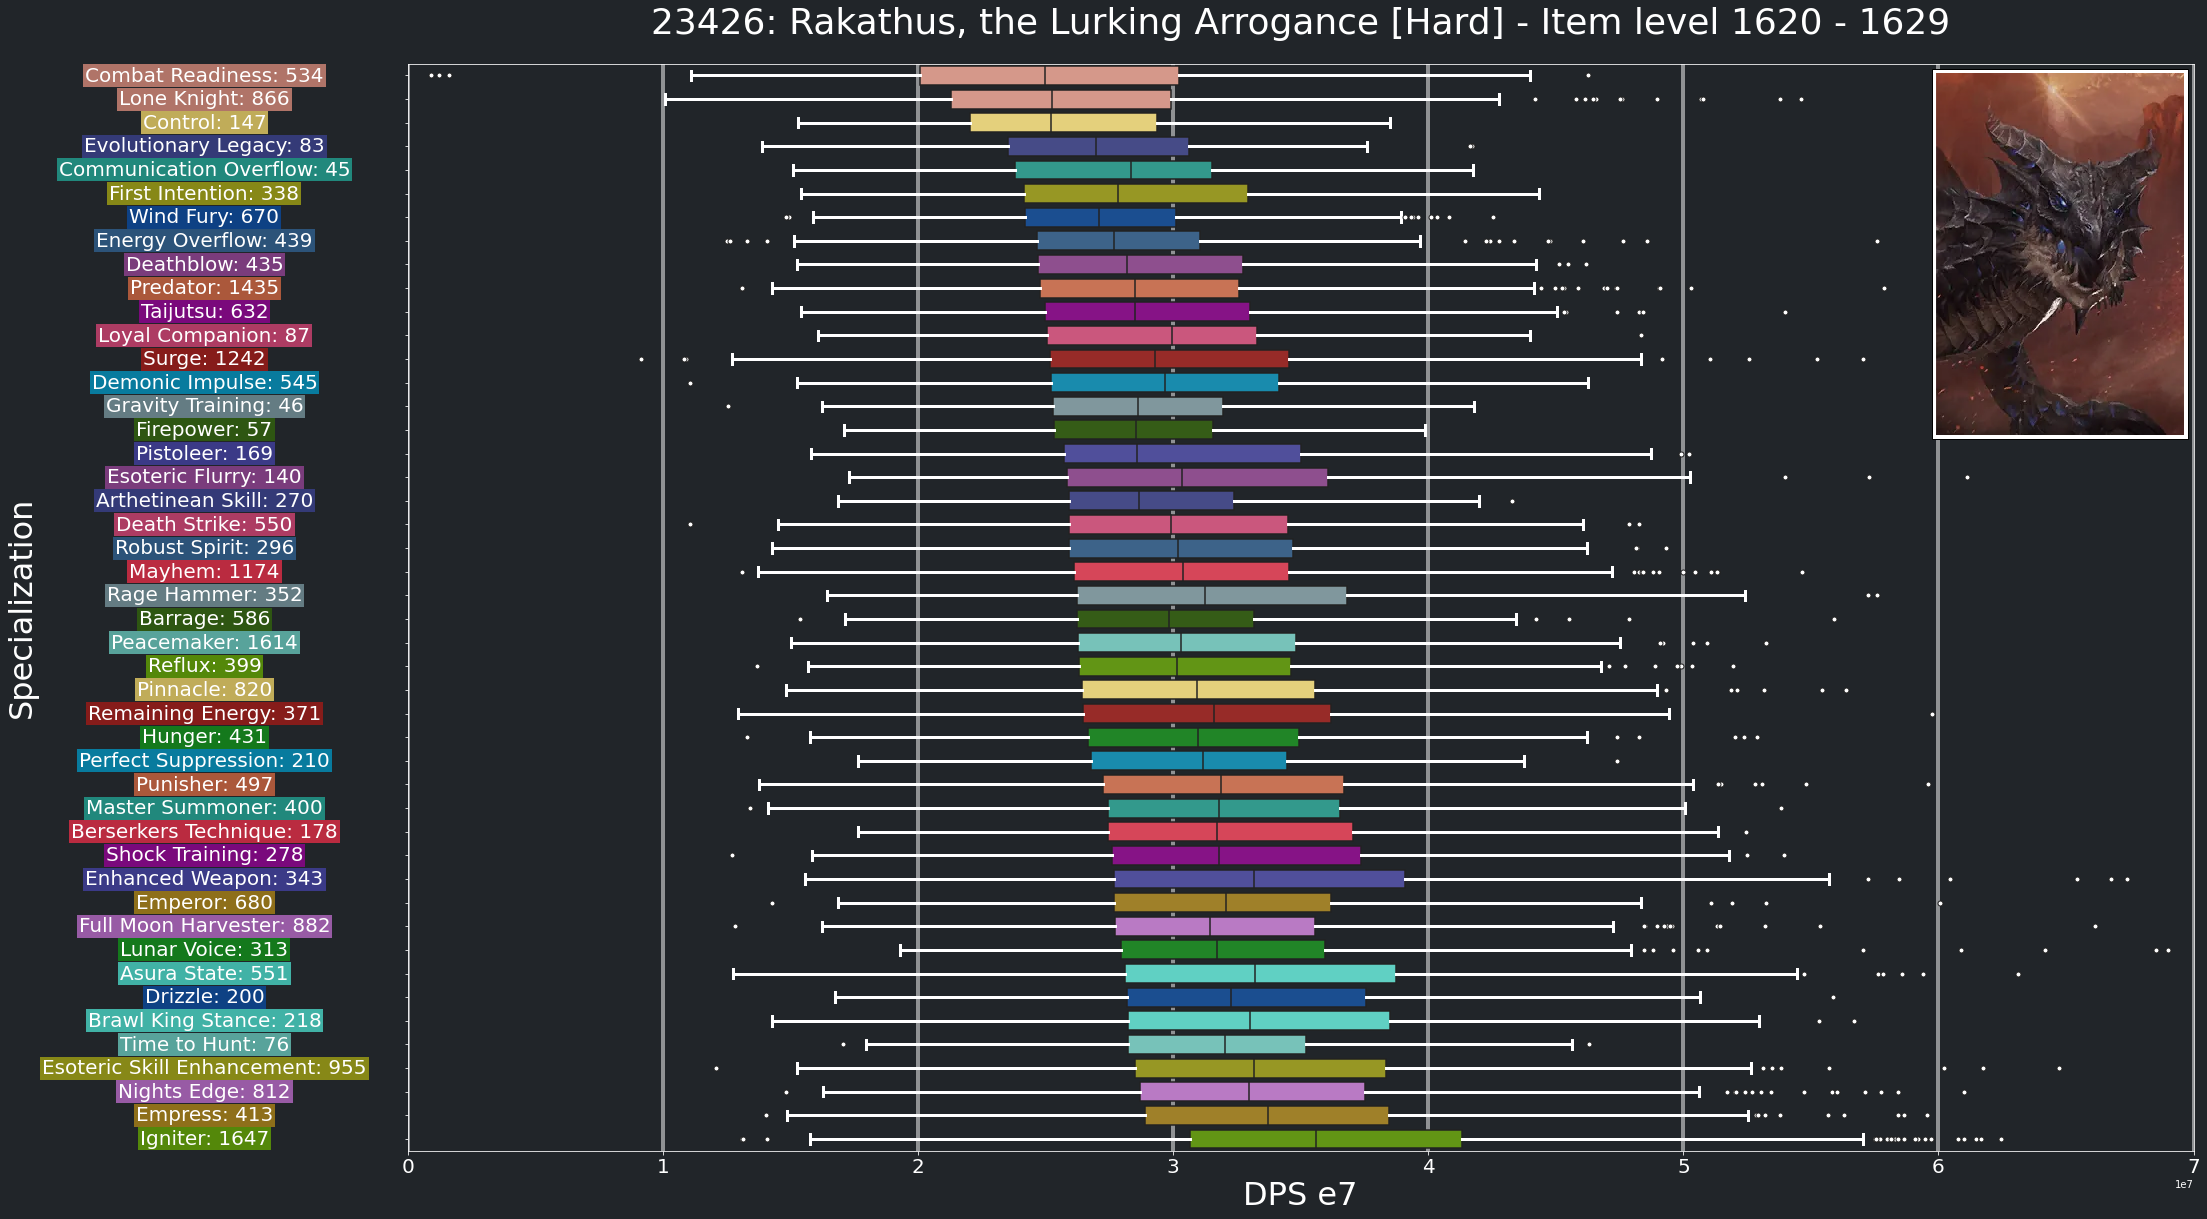 23426: Rakathus, the Lurking Arrogance [Hard] - Item level 1620 - 1629
Specialization
Combat Readiness: 534
Lone Knight: 866
Control: 147
Evolutionary Legacy: 83
Communication Overflow: 45
First Intention: 338
Wind Fury: 670
Energy Overflow: 439
Deathblow: 435
Predator: 1435
Taijutsu: 632
Loyal Companion: 87
Surge: 1242
Demonic Impulse: 545
Gravity Training: 46
Firepower: 57
Pistoleer: 169
Esoteric Flurry: 140
Arthetinean Skill: 270
Death Strike: 550
Robust Spirit: 296
Mayhem: 1174
Rage Hammer: 352
Barrage: 586
Peacemaker: 1614
Reflux: 399
Pinnacle: 820
Remaining Energy: 371
Hunger: 431
Perfect Suppression: 210
Punisher: 497
Master Summoner: 400
Berserkers Technique: 178
Shock Training: 278
Enhanced Weapon: 343
Emperor: 680
Full Moon Harvester: 882
Lunar Voice: 313
Asura State: 551
Drizzle: 200
Brawl King Stance: 218
Time to Hunt: 76
Esoteric Skill Enhancement: 955
Nights Edge: 812
Empress: 413
Igniter: 1647
0 1 2 3 4 5 6 7
1e7
DPS e7